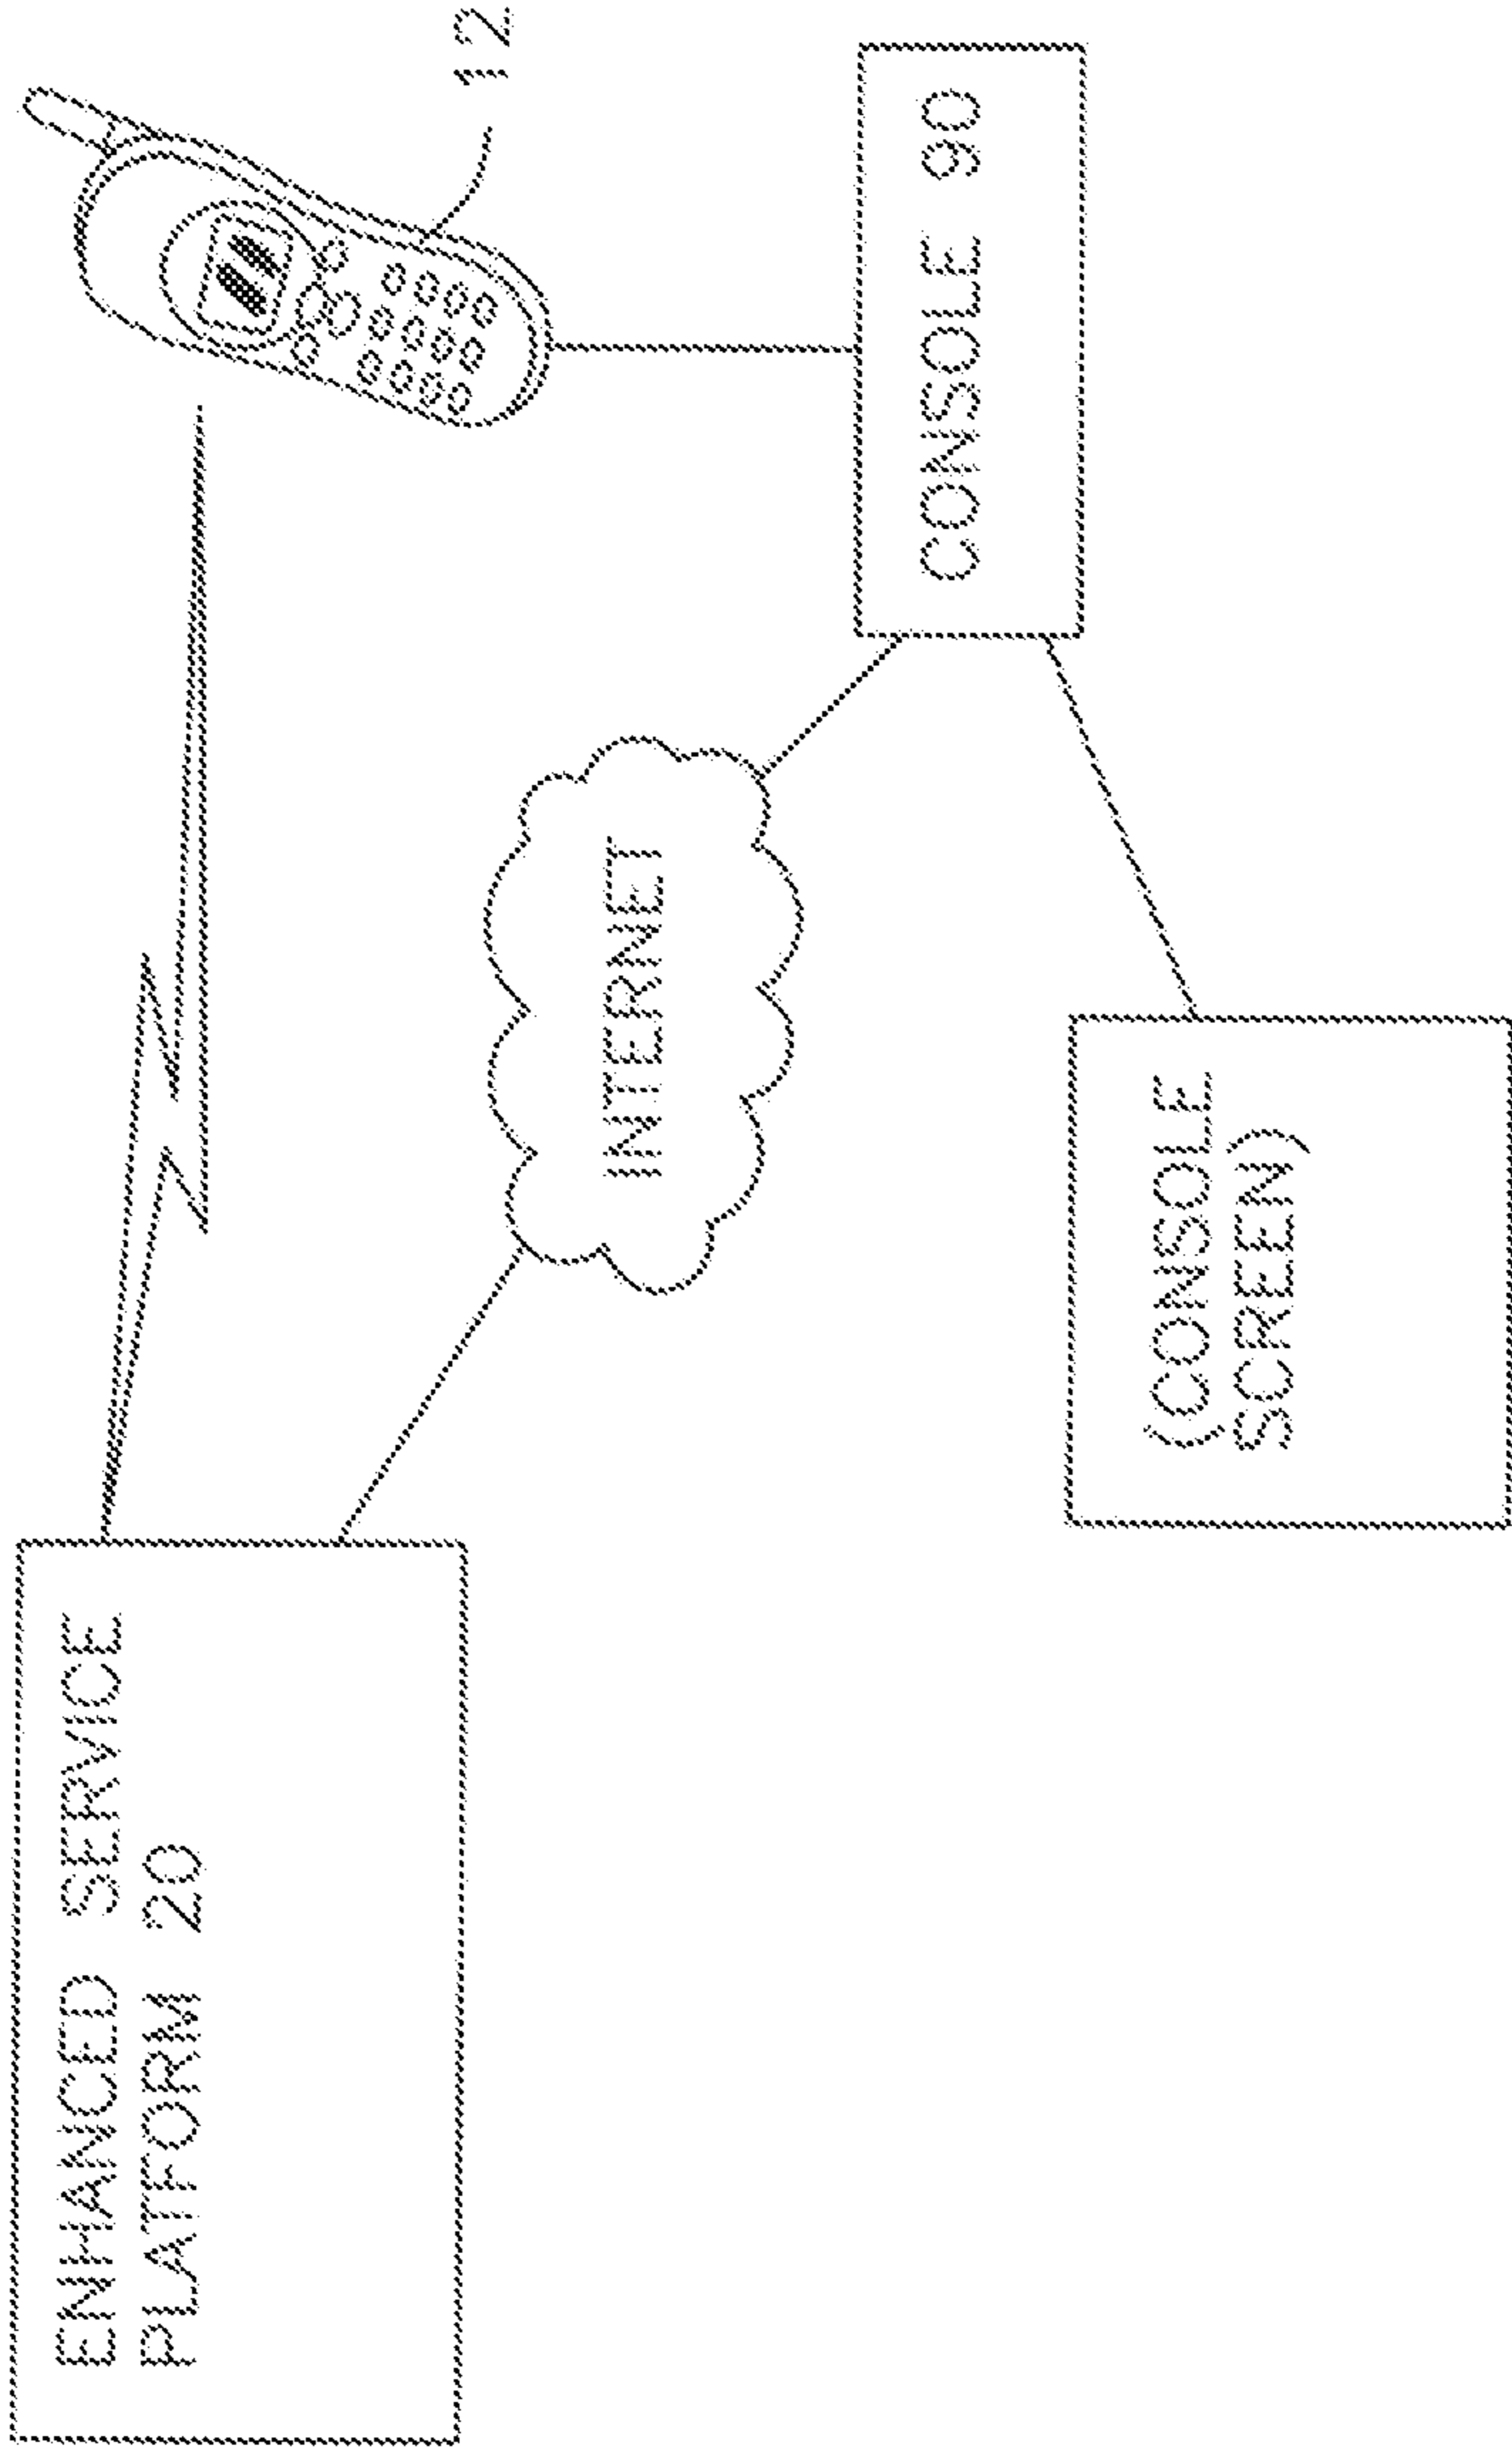 ENHANCED SERVICE
PLATFORM 20
INTERNET
12
CONSOLE 90
(CONSOLE
SCREEN)